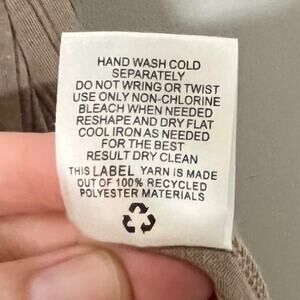 HAND WASH COLD
SEPARATELY
DO NOT WRING OR TWIST
USE ONLY NON-CHLORINE
BLEACH WHEN NEEDED
RESHAPE AND DRY FLAT
COOL IRON AS NEEDED
FOR THE BEST
RESULT DRY CLEAN
THIS LABEL YARN IS MADE
OUT OF 100% RECYCLED
POLYESTER MATERIALS